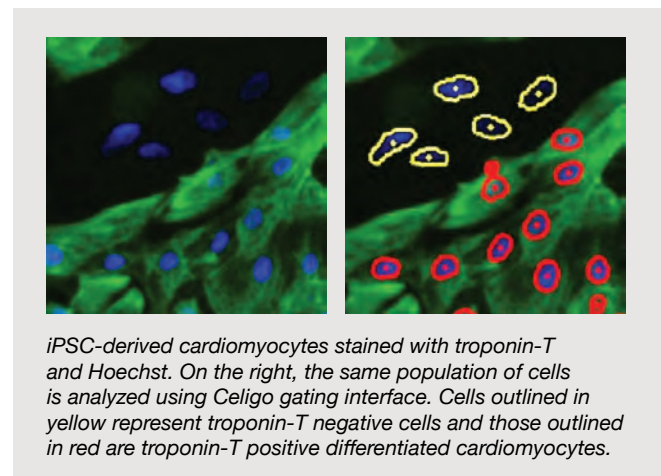 iPSC-derived cardiomyocytes stained with troponin-T
and Hoechst. On the right, the same population of cells
is analyzed using Celigo gating interface. Cells outlined in
yellow represent troponin-T negative cells and those outlined
in red are troponin-T positive differentiated cardiomyocytes.